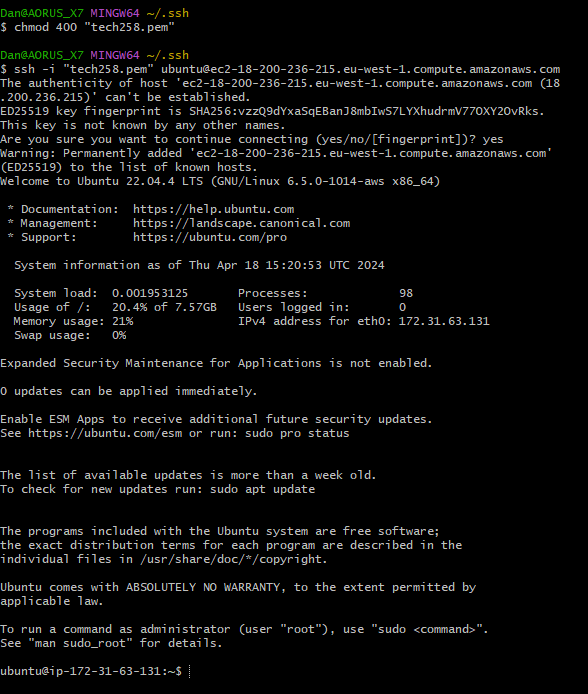 Dan@AORUS_X7 MINGW64 ~/.ssh
$ chmod 400 "tech258.pem"
Dan@AORUS_X7 MINGW64 ~/.ssh
$ ssh -i "tech258.pem" ubuntu@ec2-18-200-236-215.eu-west-1.compute.amazonaws.com
The authenticity of host 'ec2-18-200-236-215.eu-west-1.compute.amazonaws.com (18
.200.236.215)' can't be established.
ED25519 key fingerprint is SHA256:vzzQ9dYxaSqEBanJ8mbIwS7LYXhudrmV77OXY2OvRks.
This key is not known by any other names.
Are you sure you want to continue connecting (yes/no/[fingerprint])? yes
Warning: Permanently added 'ec2-18-200-236-215.eu-west-1.compute.amazonaws.com'
(ED25519) to the list of known hosts.
Welcome to Ubuntu 22.04.4 LTS (GNU/Linux 6.5.0-1014-aws x86_64)
* Documentation:  https://help.ubuntu.com
* Management:     https://landscape.canonical.com
* Support:        https://ubuntu.com/pro
System information as of Thu Apr 18 15:20:53 UTC 2024
System load:  0.001953125       Processes:             98
Usage of /:   20.4% of 7.57GB   Users logged in:       0
Memory usage: 21%               IPv4 address for eth0: 172.31.63.131
Swap usage:   0%
Expanded Security Maintenance for Applications is not enabled.
0 updates can be applied immediately.
Enable ESM Apps to receive additional future security updates.
See https://ubuntu.com/esm or run: sudo pro status
The list of available updates is more than a week old.
To check for new updates run: sudo apt update
The programs included with the Ubuntu system are free software;
the exact distribution terms for each program are described in the
individual files in /usr/share/doc/*/copyright.
Ubuntu comes with ABSOLUTELY NO WARRANTY, to the extent permitted by
applicable law.
To run a command as administrator (user "root"), use "sudo <command>".
See "man sudo_root" for details.
ubuntu@ip-172-31-63-131:~$